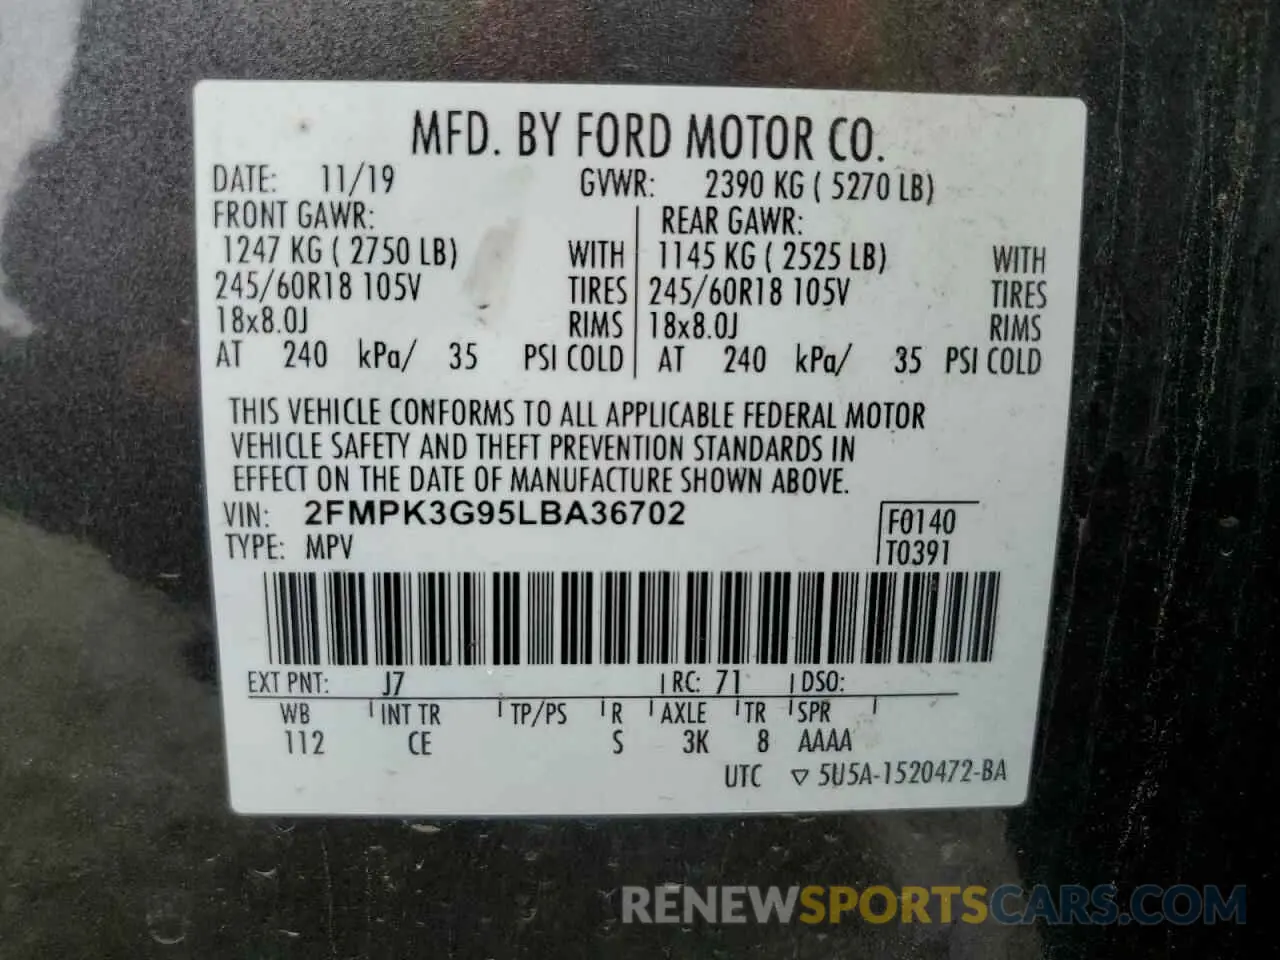 MFD. BY FORD MOTOR CO.
DATE: 11/19 GVWR: 2390 KG ( 5270 LB)
FRONT GAWR: REAR GAWR:
1247 KG ( 2750 LB) WITH 1145 KG ( 2525 LB) WITH
245/60R18 105V TIRES 245/60R18 105V TIRES
18x8.0J RIMS 18x8.0J RIMS
AT 240 kPa/ 35 PSI COLD AT 240 kPa/ 35 PSI COLD
THIS VEHICLE CONFORMS TO ALL APPLICABLE FEDERAL MOTOR
VEHICLE SAFETY AND THEFT PREVENTION STANDARDS IN
EFFECT ON THE DATE OF MANUFACTURE SHOWN ABOVE.
VIN: 2FMPK3G95LBA36702 F0140
TYPE: MPV T0391
EXT PNT: J7 RC: 71 DSO:
WB INT TR TP/PS R AXLE TR SPR
112 CE S 3K 8 AAAA
UTC ▽ 5U5A-1520472-BA
RENEWSPORTSCARS.COM